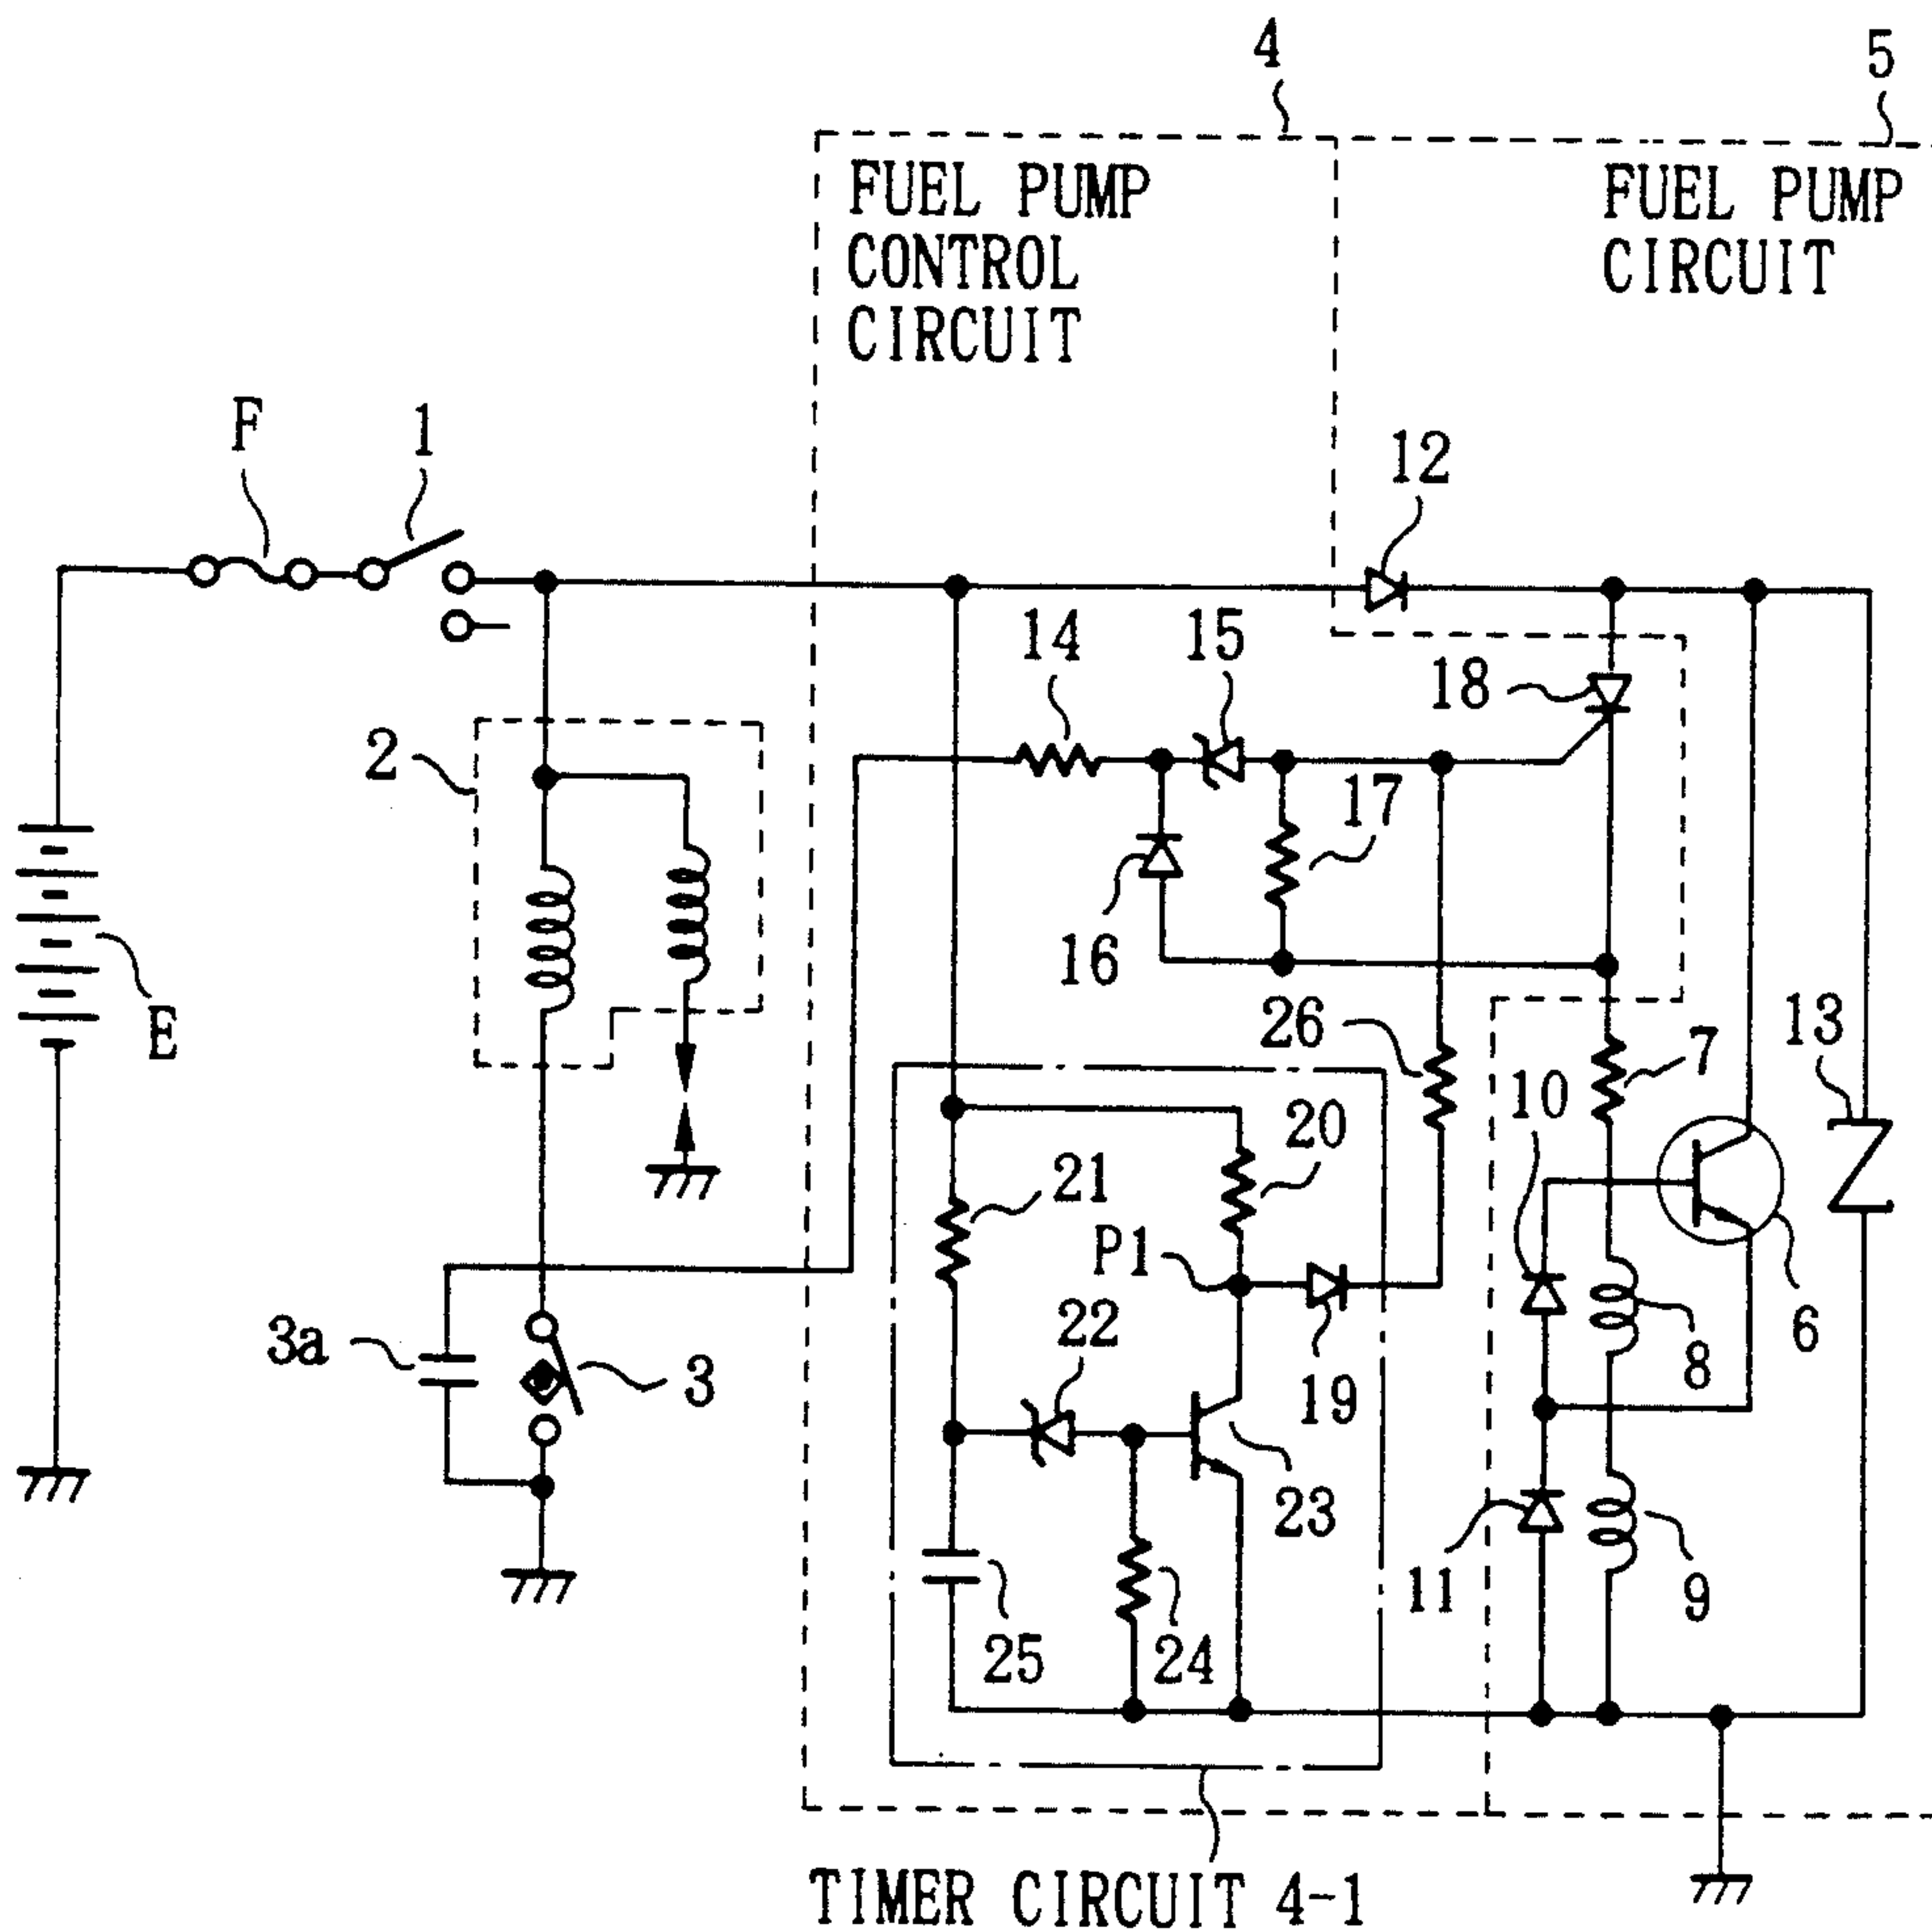 4
5
FUEL PUMP
CONTROL
CIRCUIT
FUEL PUMP
CIRCUIT
F
1
12
14
15
18
2
17
16
E
26
7
13
10
20
21
P1
22
8
6
3a
3
19
23
11
9
25
24
TIMER CIRCUIT 4-1